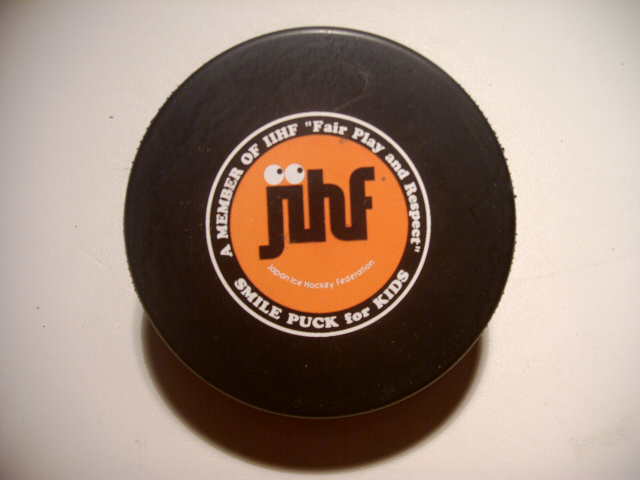 A MEMBER OF IIHF "Fair Play and Respect"
jihf
Japan Ice Hockey Federation
SMILE PUCK for KIDS